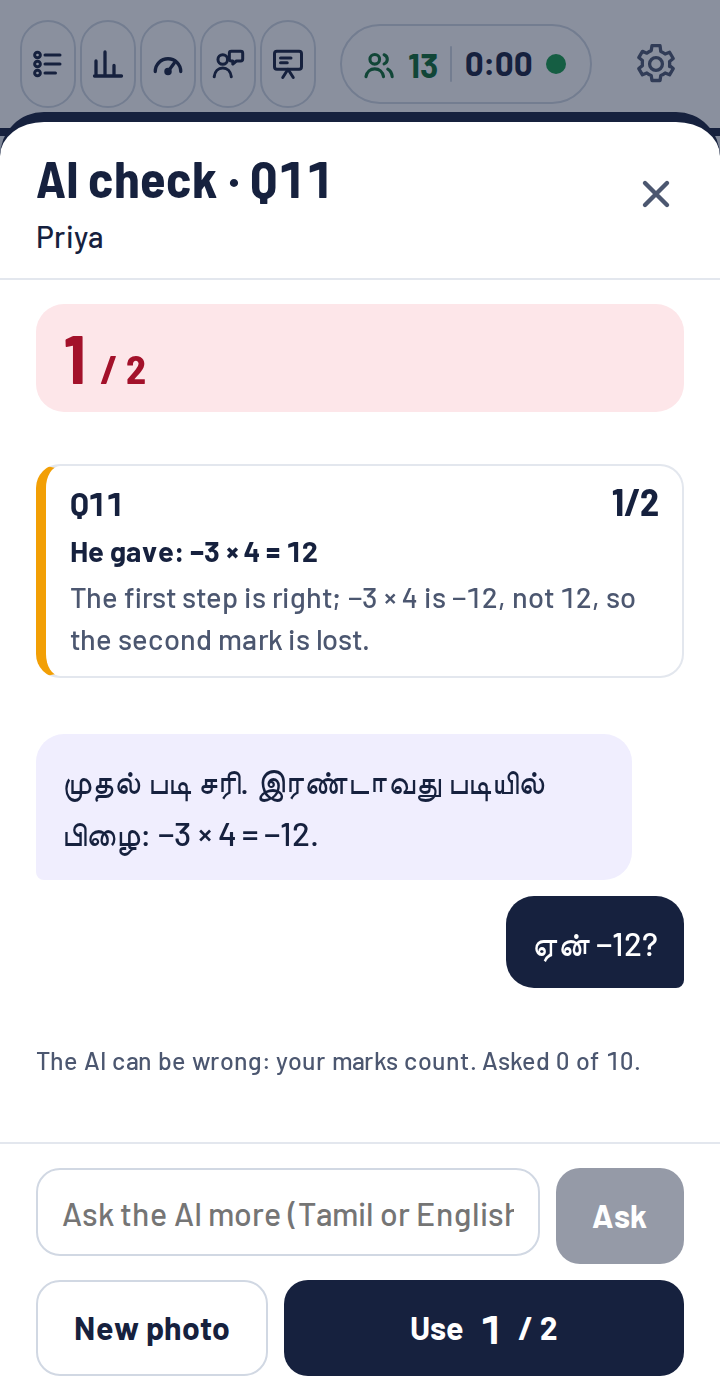 13 0:00
AI check · Q11
Priya
1 / 2
Q11 1/2
He gave: −3 × 4 = 12
The first step is right; −3 × 4 is −12, not 12, so
the second mark is lost.
முதல் படி சரி. இரண்டாவது படியில்
பிழை: −3 × 4 = −12.
ஏன் −12?
The AI can be wrong: your marks count. Asked 0 of 10.
Ask the AI more (Tamil or English
Ask
New photo
Use 1 / 2